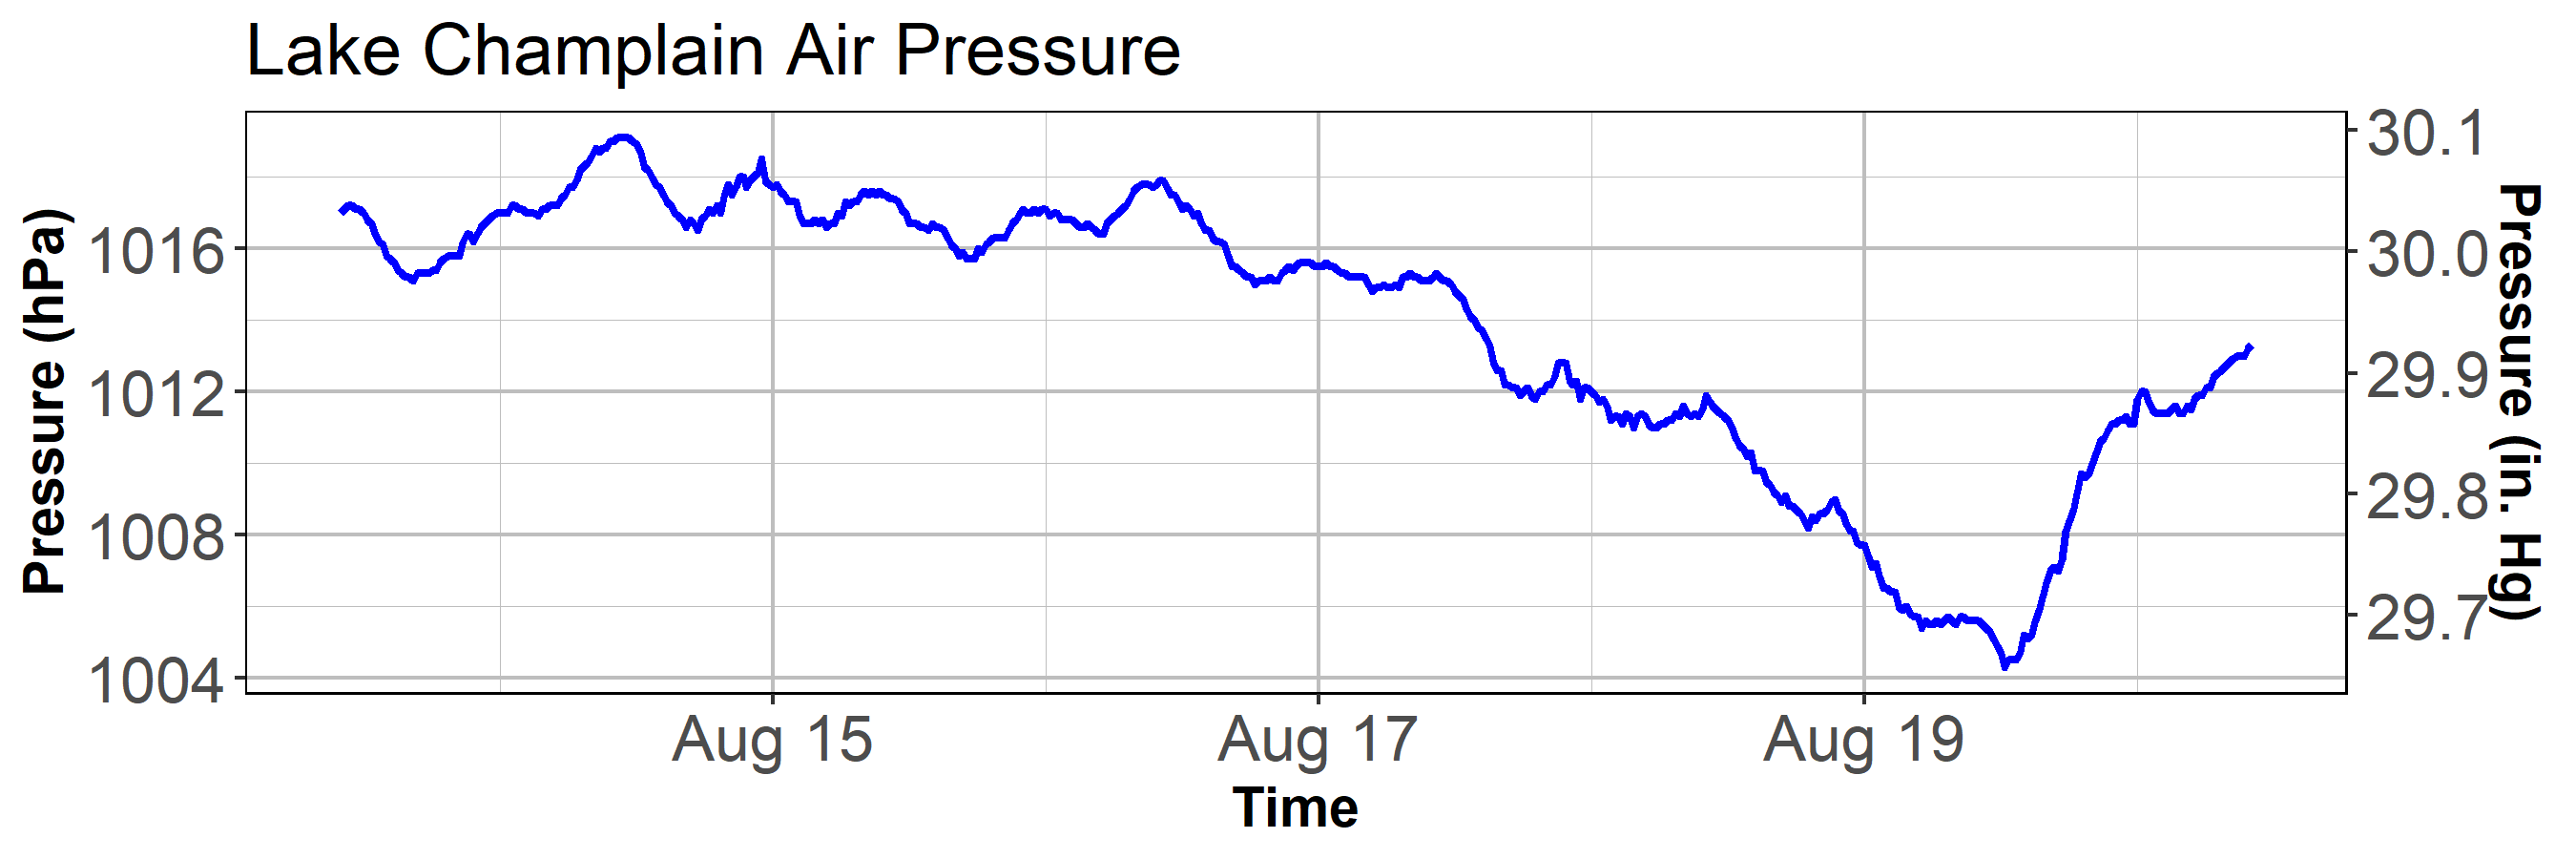 Lake Champlain Air Pressure
Pressure (hPa)
1016
1012
1008
1004
30.1
30.0
29.9
29.8
29.7
Pressure (in. Hg)
Aug 15
Aug 17
Aug 19
Time